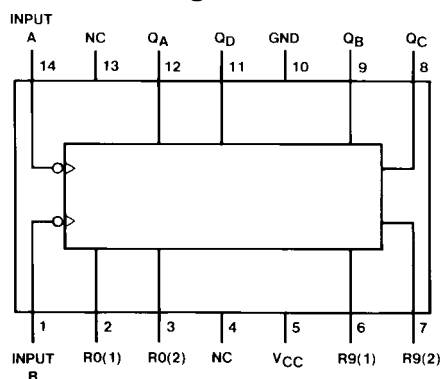 INPUT
A NC QA QD GND QB QC
14 13 12 11 10 9 8
1 2 3 4 5 6 7
INPUT R0(1) R0(2) NC VCC R9(1) R9(2)
B